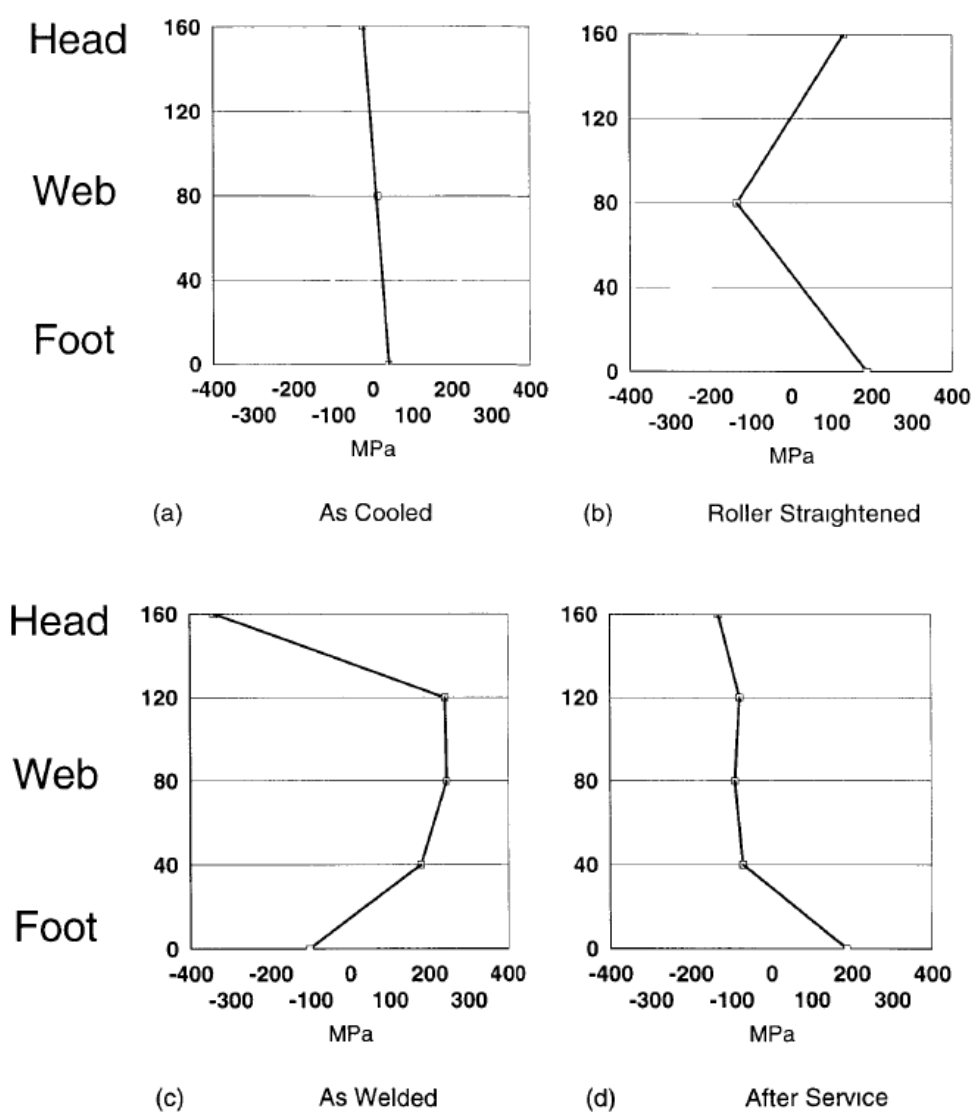 Head
160
120
Web
80
40
Foot
0
-400 -200 0 200 400
-300 -100 100 300
MPa
(a) As Cooled
160
120
80
40
0
-400 -200 0 200 400
-300 -100 100 300
MPa
(b) Roller Straightened
Head
160
120
Web
80
40
Foot
0
-400 -200 0 200 400
-300 -100 100 300
MPa
(c) As Welded
160
120
80
40
0
-400 -200 0 200 400
-300 -100 100 300
MPa
(d) After Service